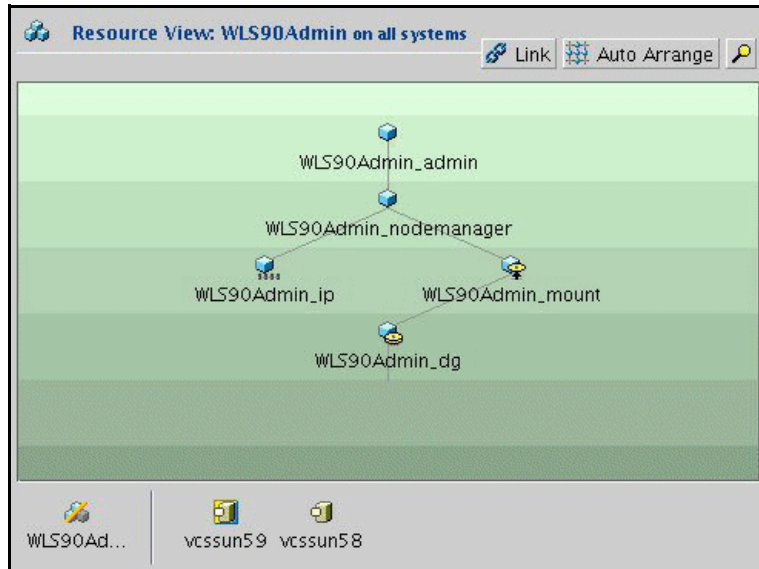 Resource View: WLS90Admin on all systems
Link Auto Arrange
WLS90Admin_admin
WLS90Admin_nodemanager
WLS90Admin_ip WLS90Admin_mount
WLS90Admin_dg
WLS90Ad... vcssun59 vcssun58